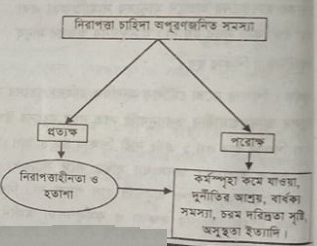 নিরাপত্তা চাহিদা অপূরণজনিত সমস্যা
প্রত্যক্ষ
পরোক্ষ
নিরাপত্তাহীনতা ও
হতাশা
কর্মস্পৃহা কমে যাওয়া,
দুর্নীতির আশ্রয়, বার্ধক্য
সমস্যা, চরম দরিদ্রতা সৃষ্টি,
অসুস্থতা ইত্যাদি।